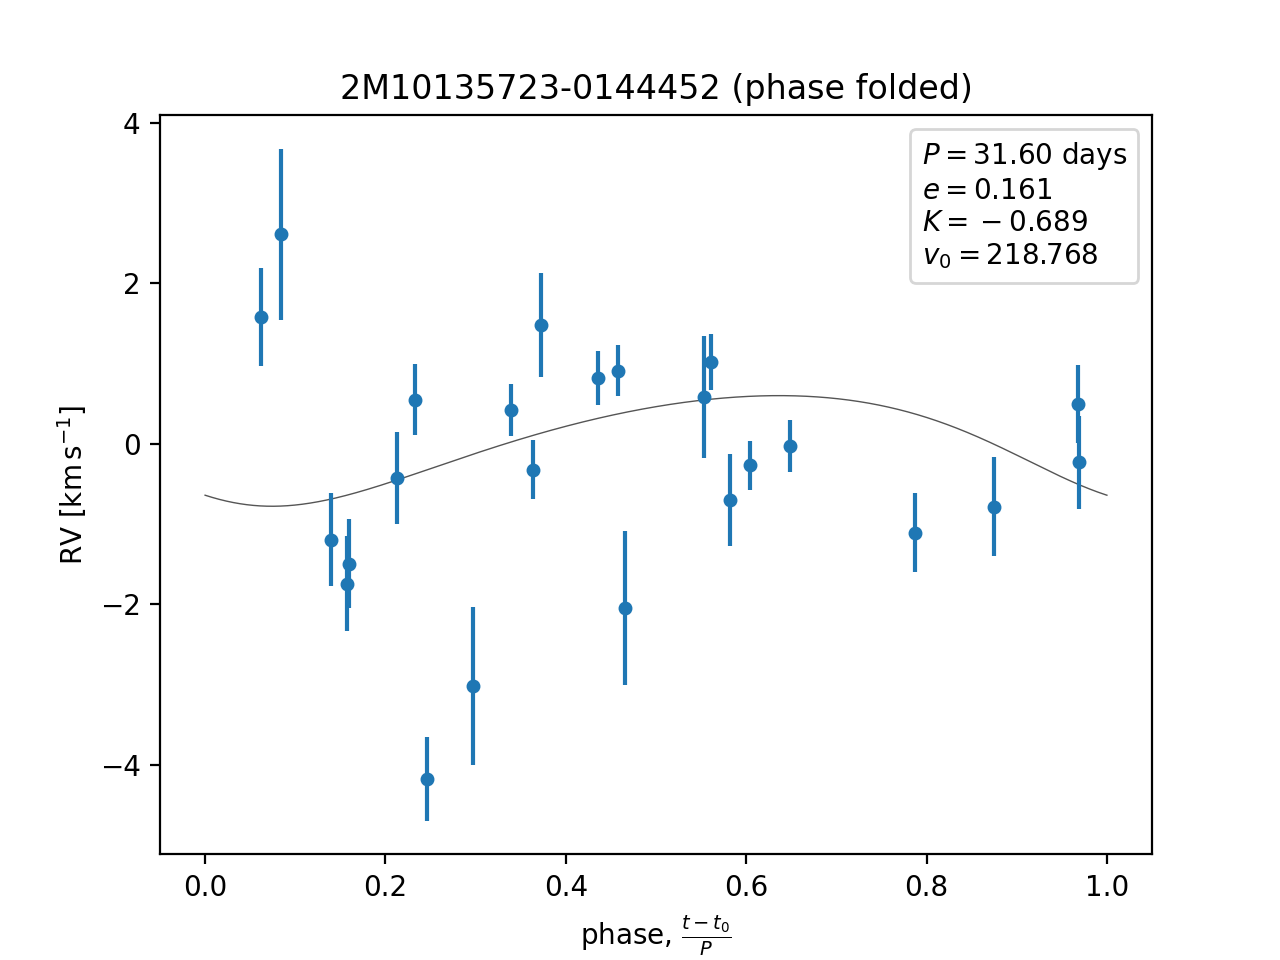 2M10135723-0144452 (phase folded)
P = 31.60 days
e = 0.161
K = −0.689
v₀ = 218.768
4
2
0
−2
−4
RV [km s⁻¹]
0.0 0.2 0.4 0.6 0.8 1.0
phase, (t − t₀)/P